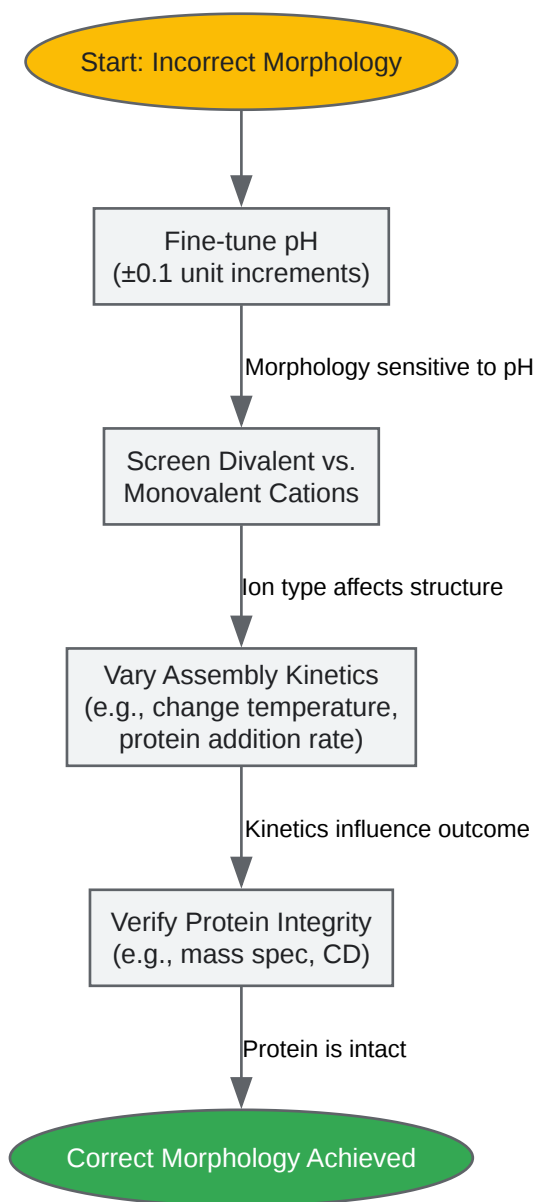 Start: Incorrect Morphology
Fine-tune pH
(±0.1 unit increments)
Morphology sensitive to pH
Screen Divalent vs.
Monovalent Cations
Ion type affects structure
Vary Assembly Kinetics
(e.g., change temperature,
protein addition rate)
Kinetics influence outcome
Verify Protein Integrity
(e.g., mass spec, CD)
Protein is intact
Correct Morphology Achieved